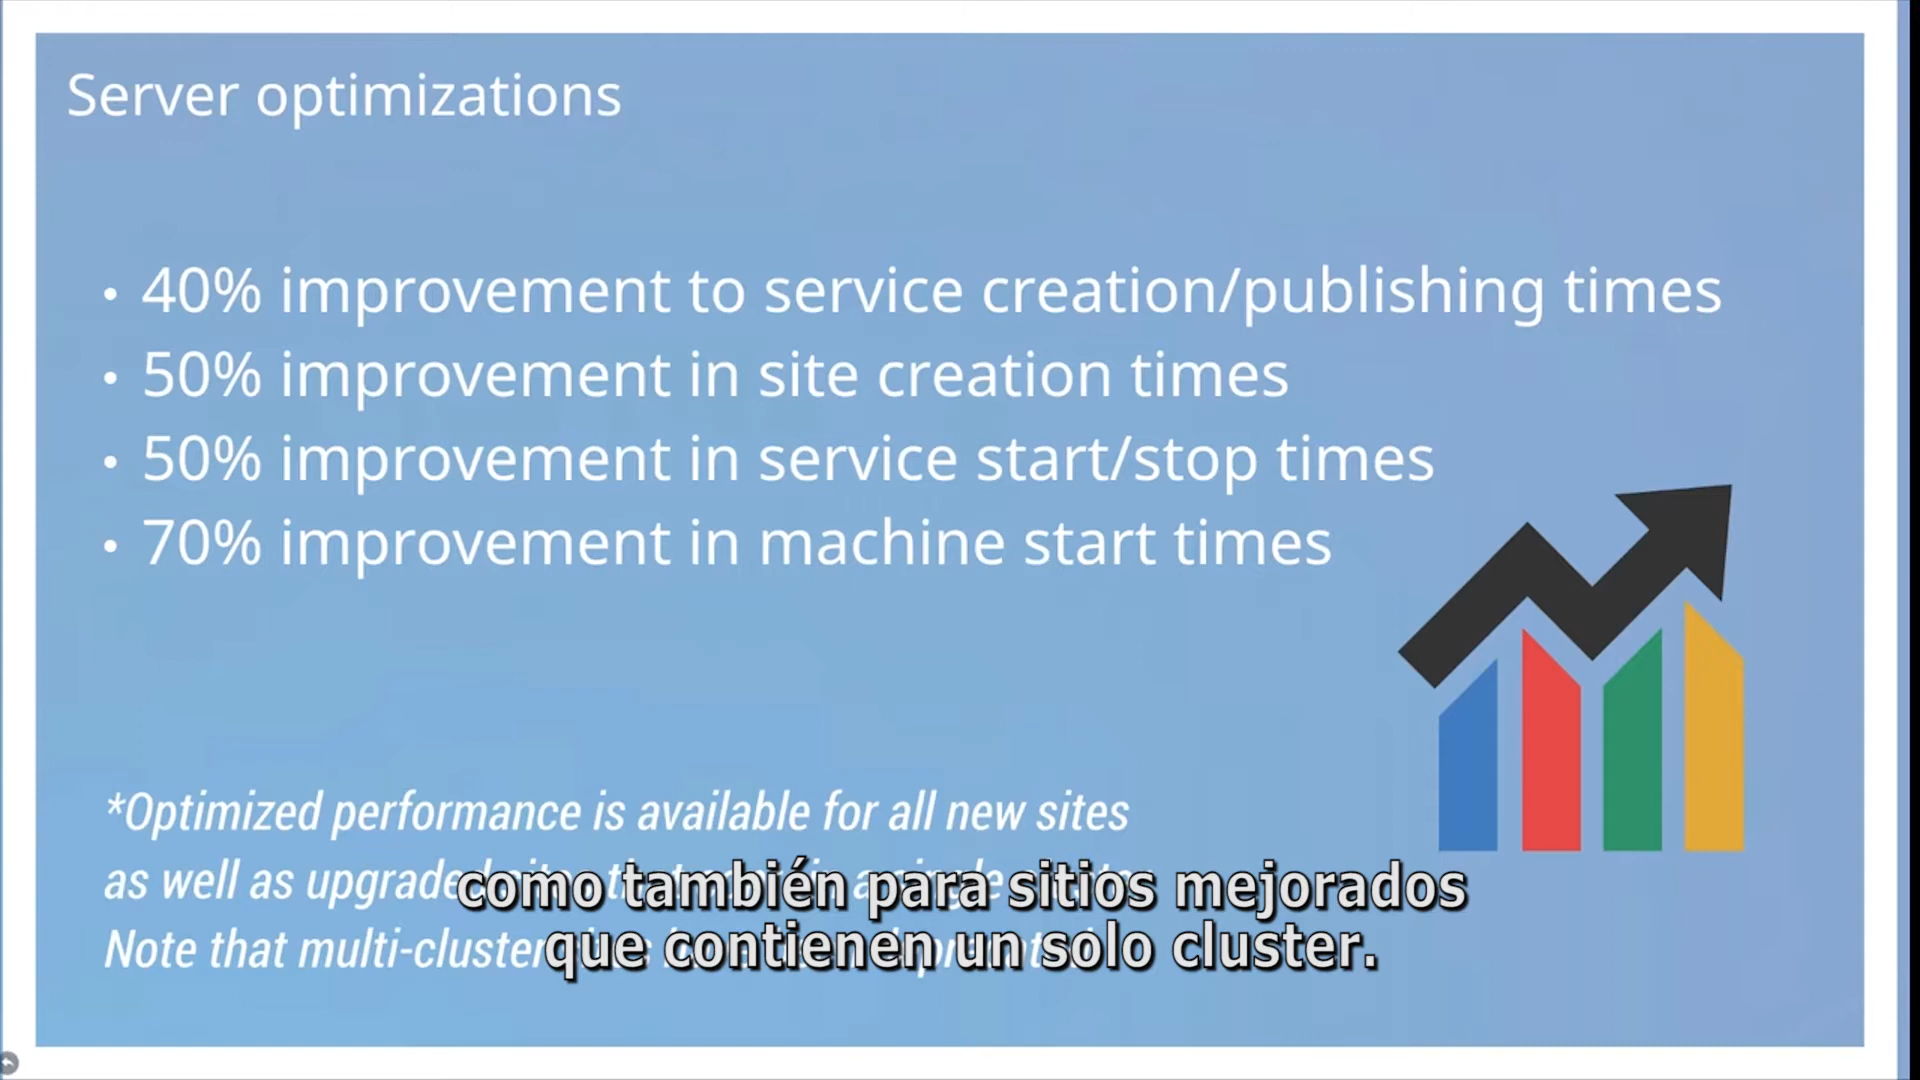 Server optimizations
• 40% improvement to service creation/publishing times
• 50% improvement in site creation times
• 50% improvement in service start/stop times
• 70% improvement in machine start times
*Optimized performance is available for all new sites
as well as upgraded
Note that multi-cluster
como también para sitios mejorados
que contienen un solo cluster.